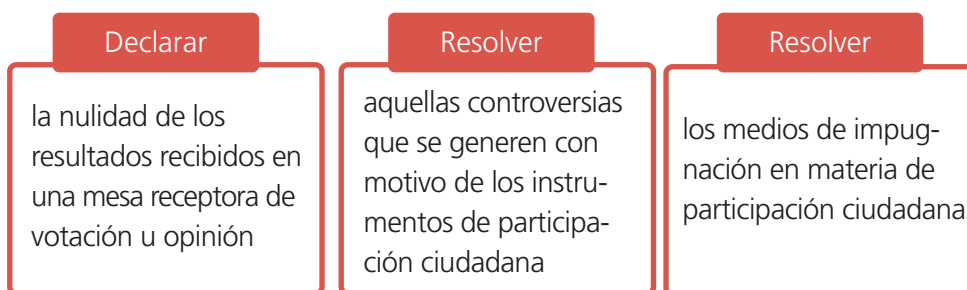 Declarar
la nulidad de los
resultados recibidos en
una mesa receptora de
votación u opinión
Resolver
aquellas controversias
que se generen con
motivo de los instru-
mentos de participa-
ción ciudadana
Resolver
los medios de impug-
nación en materia de
participación ciudadana